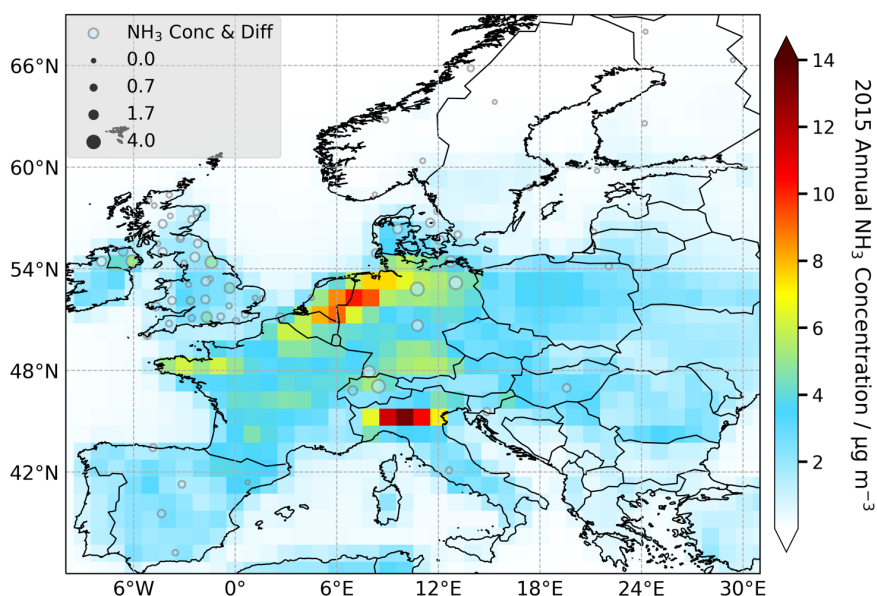 NH₃ Conc & Diff
0.0
0.7
1.7
4.0
66°N
60°N
54°N
48°N
42°N
6°W 0° 6°E 12°E 18°E 24°E 30°E
14
12
10
8
6
4
2
2015 Annual NH₃ Concentration / μg m⁻³